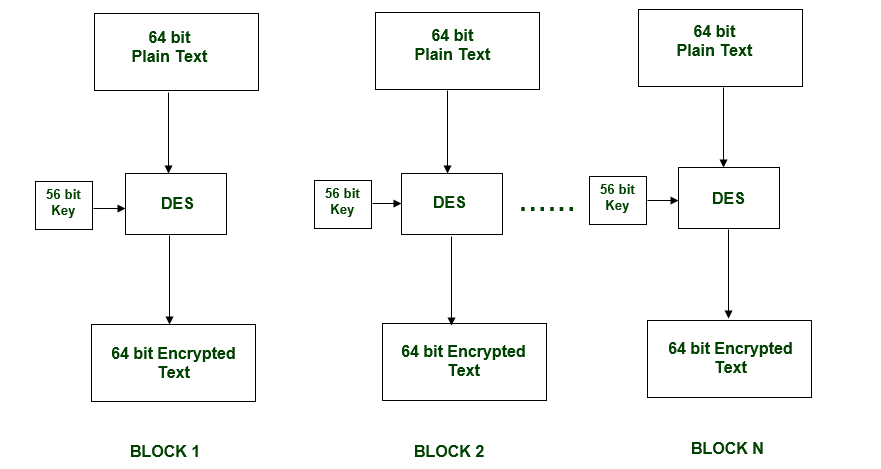 64 bit
Plain Text
64 bit
Plain Text
64 bit
Plain Text
56 bit
Key
DES
56 bit
Key
DES
......
56 bit
Key
DES
64 bit Encrypted
Text
64 bit Encrypted
Text
64 bit Encrypted
Text
BLOCK 1
BLOCK 2
BLOCK N